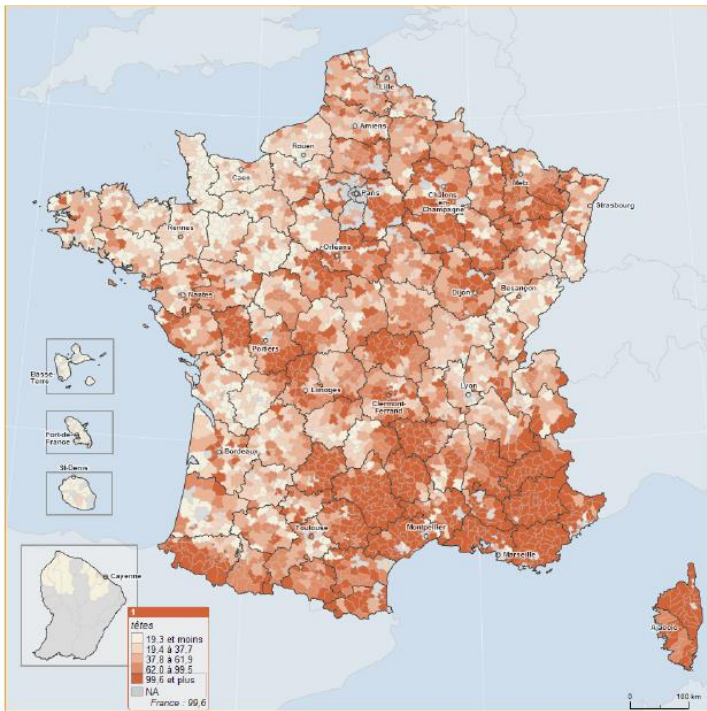 Lille
Amiens
Rouen
Caen
Paris
Châlons
en
Champagne
Metz
Strasbourg
Rennes
Orléans
Nantes
Dijon
Besançon
Poitiers
Basse
Terre
Limoges
Clermont-
Ferrand
Lyon
Fort-de-
France
Bordeaux
St-Denis
Toulouse
Montpellier
Marseille
Cayenne
Ajaccio
1
têtes
19,3 et moins
19,4 à 37,7
37,8 à 61,9
62,0 à 99,5
99,6 et plus
NA
France : 99,6
0 100 km